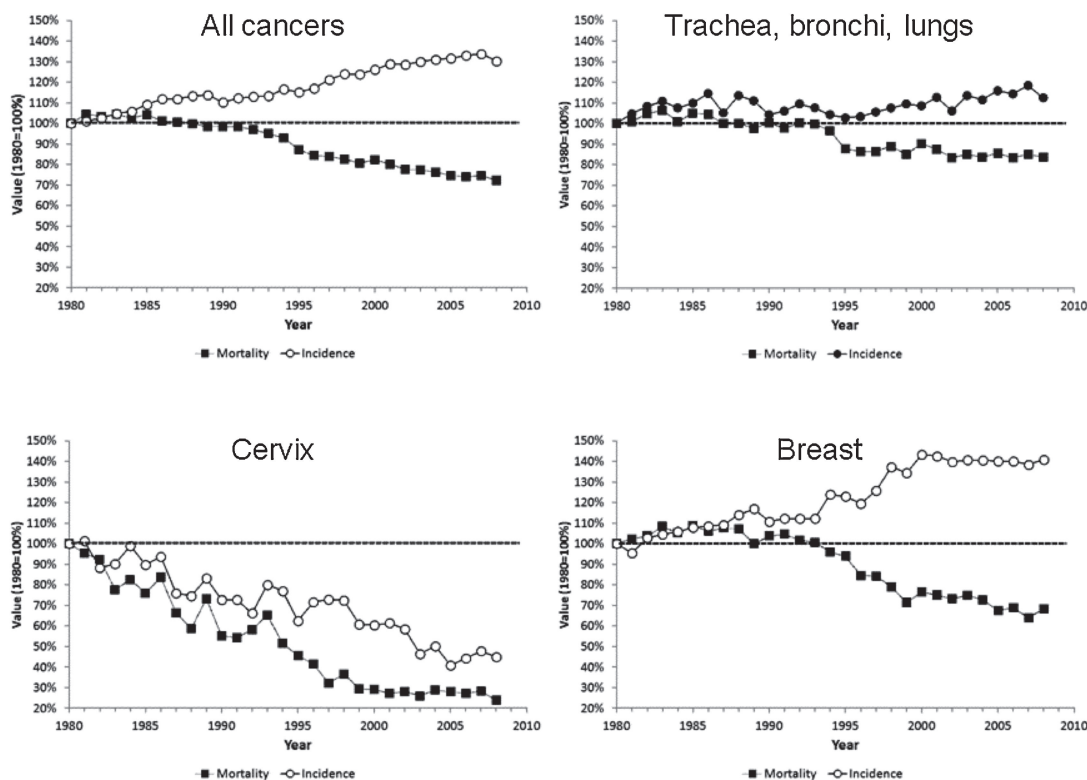 All cancers
Value (1980=100%)
150%
140%
130%
120%
110%
100%
90%
80%
70%
60%
50%
40%
30%
20%
1980 1985 1990 1995 2000 2005 2010
Year
Mortality Incidence
Trachea, bronchi, lungs
Value (1980=100%)
150%
140%
130%
120%
110%
100%
90%
80%
70%
60%
50%
40%
30%
20%
1980 1985 1990 1995 2000 2005 2010
Year
Mortality Incidence
Cervix
Value (1980=100%)
150%
140%
130%
120%
110%
100%
90%
80%
70%
60%
50%
40%
30%
20%
1980 1985 1990 1995 2000 2005 2010
Year
Mortality Incidence
Breast
Value (1980=100%)
150%
140%
130%
120%
110%
100%
90%
80%
70%
60%
50%
40%
30%
20%
1980 1985 1990 1995 2000 2005 2010
Year
Mortality Incidence